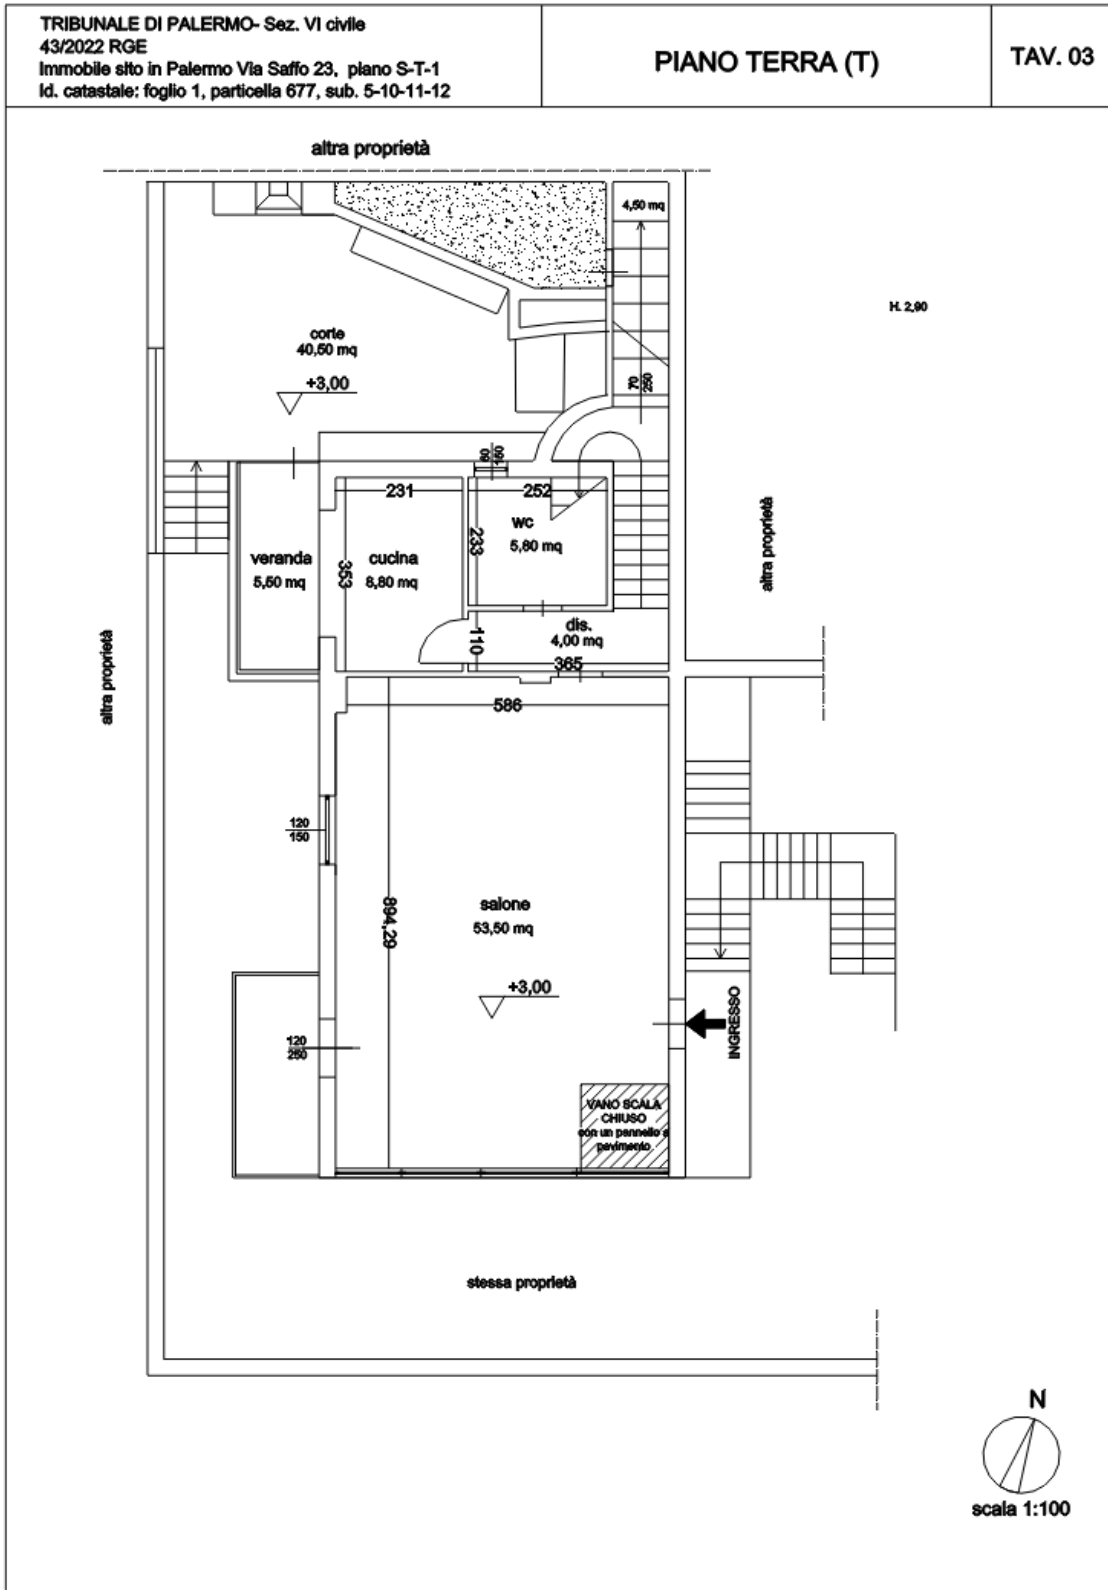 TRIBUNALE DI PALERMO- Sez. VI civile
43/2022 RGE
Immobile sito in Palermo Via Saffo 23, piano S-T-1
Id. catastale: foglio 1, particella 677, sub. 5-10-11-12
PIANO TERRA (T)
TAV. 03
altra proprietà
4,50 mq
H. 2,90
corte
40,50 mq
+3,00
70
250
60
150
231
252
wc
5,80 mq
233
veranda
5,50 mq
cucina
8,80 mq
353
altra proprietà
dis.
4,00 mq
110
365
altra proprietà
586
120
150
salone
53,50 mq
894,29
+3,00
INGRESSO
120
250
VANO SCALA
CHIUSO
con un pannello a
pavimento
stessa proprietà
N
scala 1:100